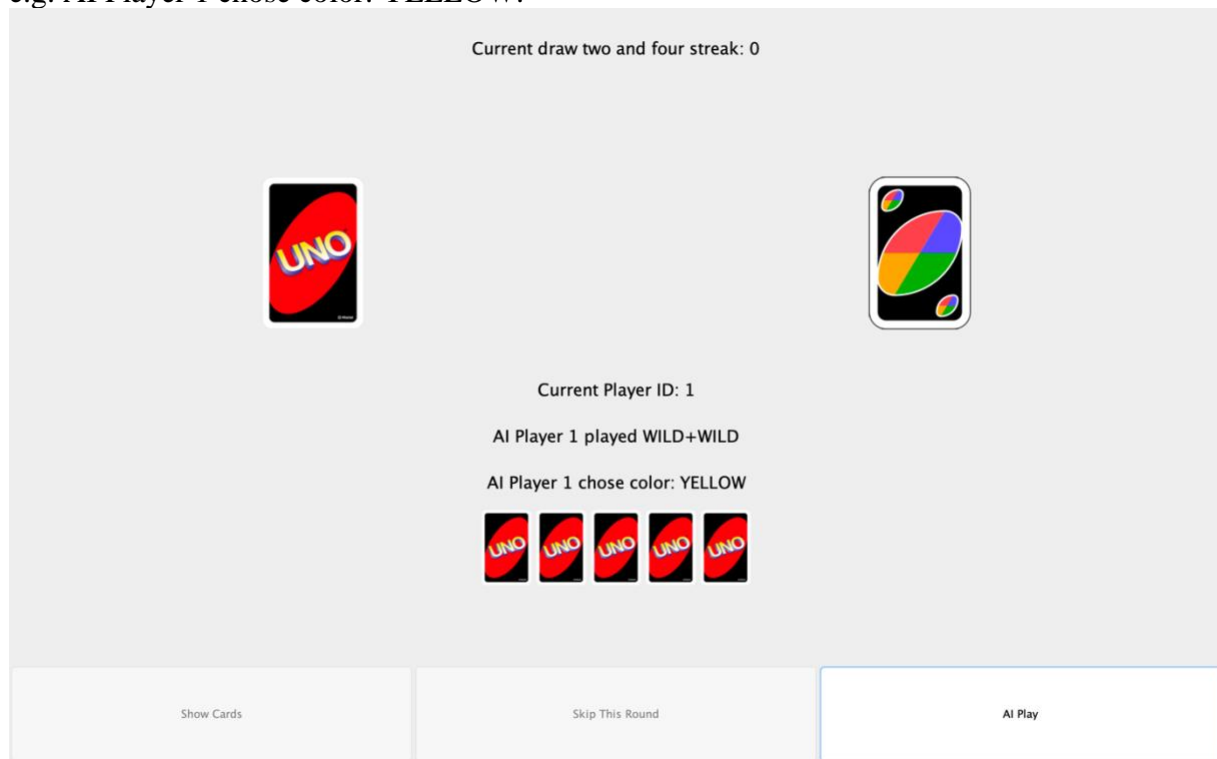 e.g. AI Player 1 chose color: YELLOW.
Current draw two and four streak: 0
UNO
Current Player ID: 1
AI Player 1 played WILD+WILD
AI Player 1 chose color: YELLOW
UNO UNO UNO UNO UNO
Show Cards Skip This Round AI Play